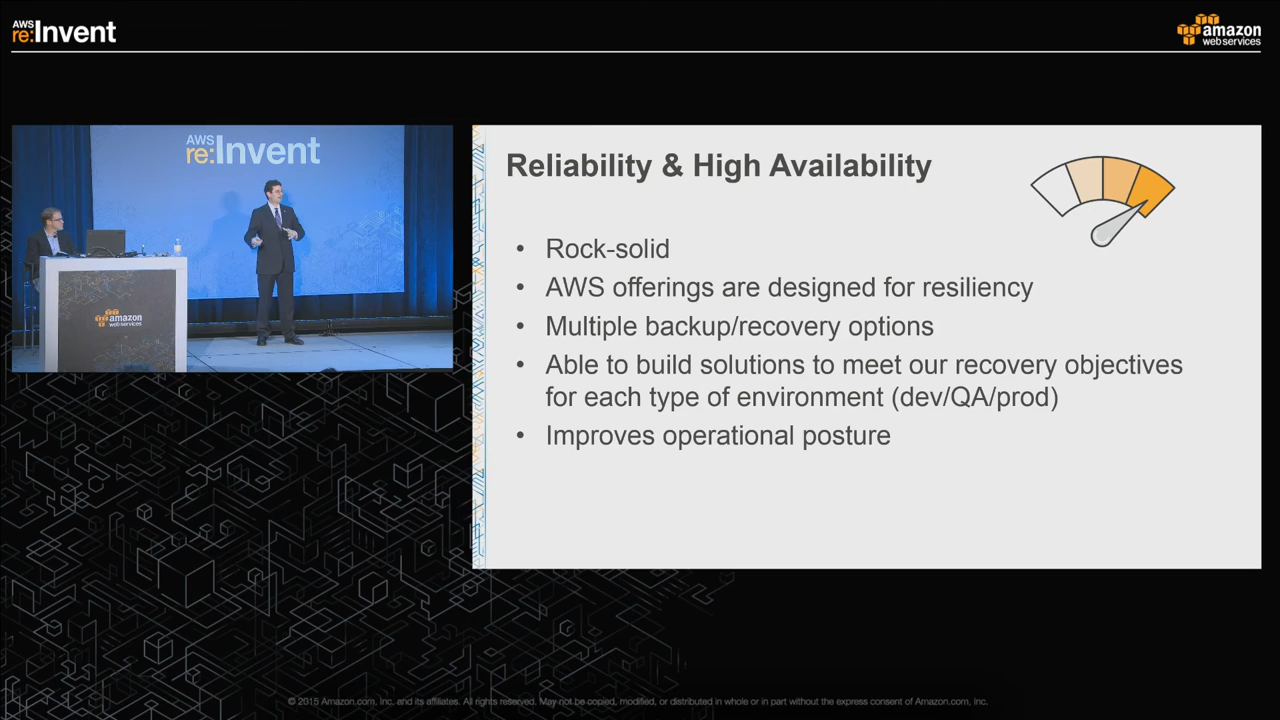 AWS
re:Invent
amazon
web services
AWS
re:Invent
amazon
web services
Reliability & High Availability
• Rock-solid
• AWS offerings are designed for resiliency
• Multiple backup/recovery options
• Able to build solutions to meet our recovery objectives
for each type of environment (dev/QA/prod)
• Improves operational posture
© 2015 Amazon.com, Inc. and its affiliates. All rights reserved. May not be copied, modified, or distributed in whole or in part without the express consent of Amazon.com, Inc.